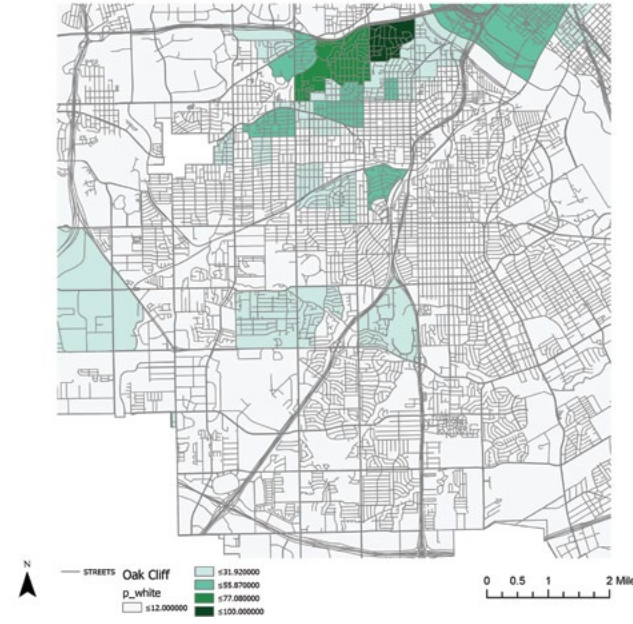 N
STREETS
Oak Cliff
p_white
≤12.000000
≤31.920000
≤55.870000
≤77.080000
≤100.000000
0 0.5 1 2 Mile